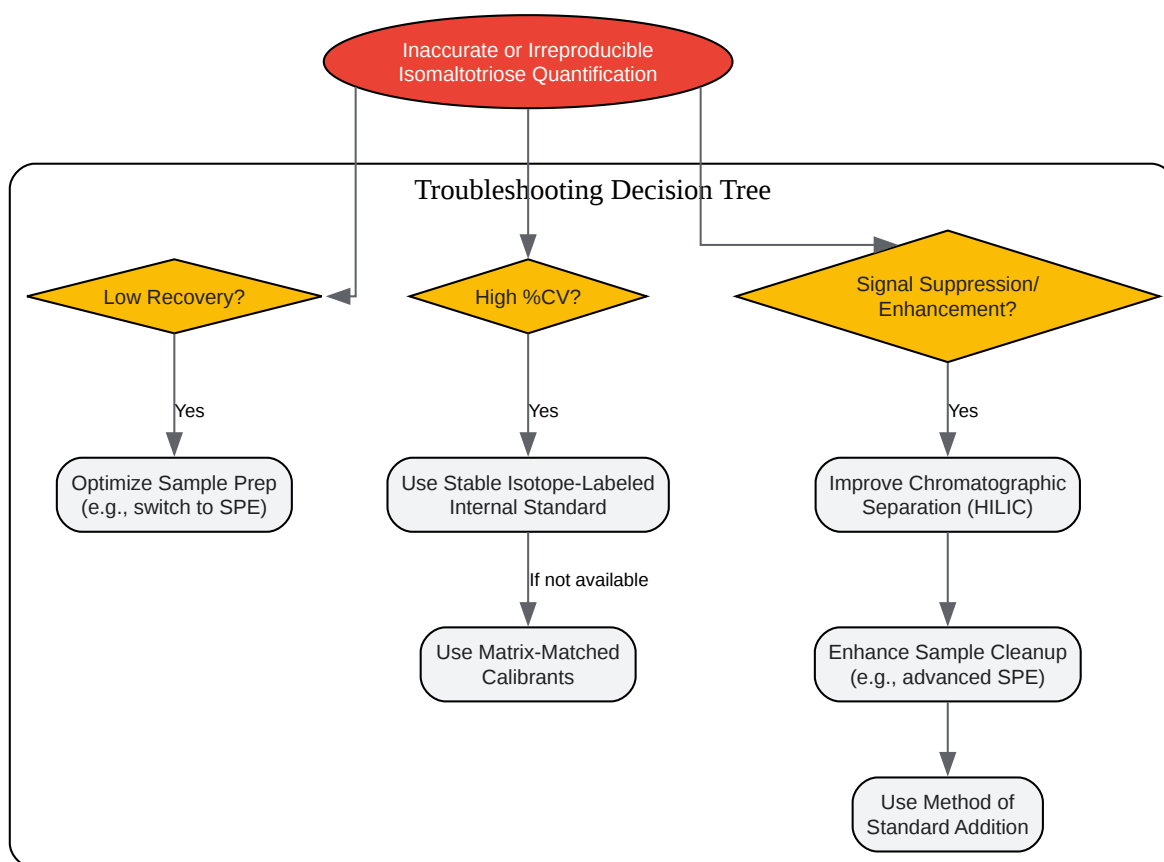 Inaccurate or Irreproducible
Isomaltotriose Quantification
Troubleshooting Decision Tree
Low Recovery?
High %CV?
Signal Suppression/
Enhancement?
Yes
Yes
Yes
Optimize Sample Prep
(e.g., switch to SPE)
Use Stable Isotope-Labeled
Internal Standard
Improve Chromatographic
Separation (HILIC)
If not available
Use Matrix-Matched
Calibrants
Enhance Sample Cleanup
(e.g., advanced SPE)
Use Method of
Standard Addition